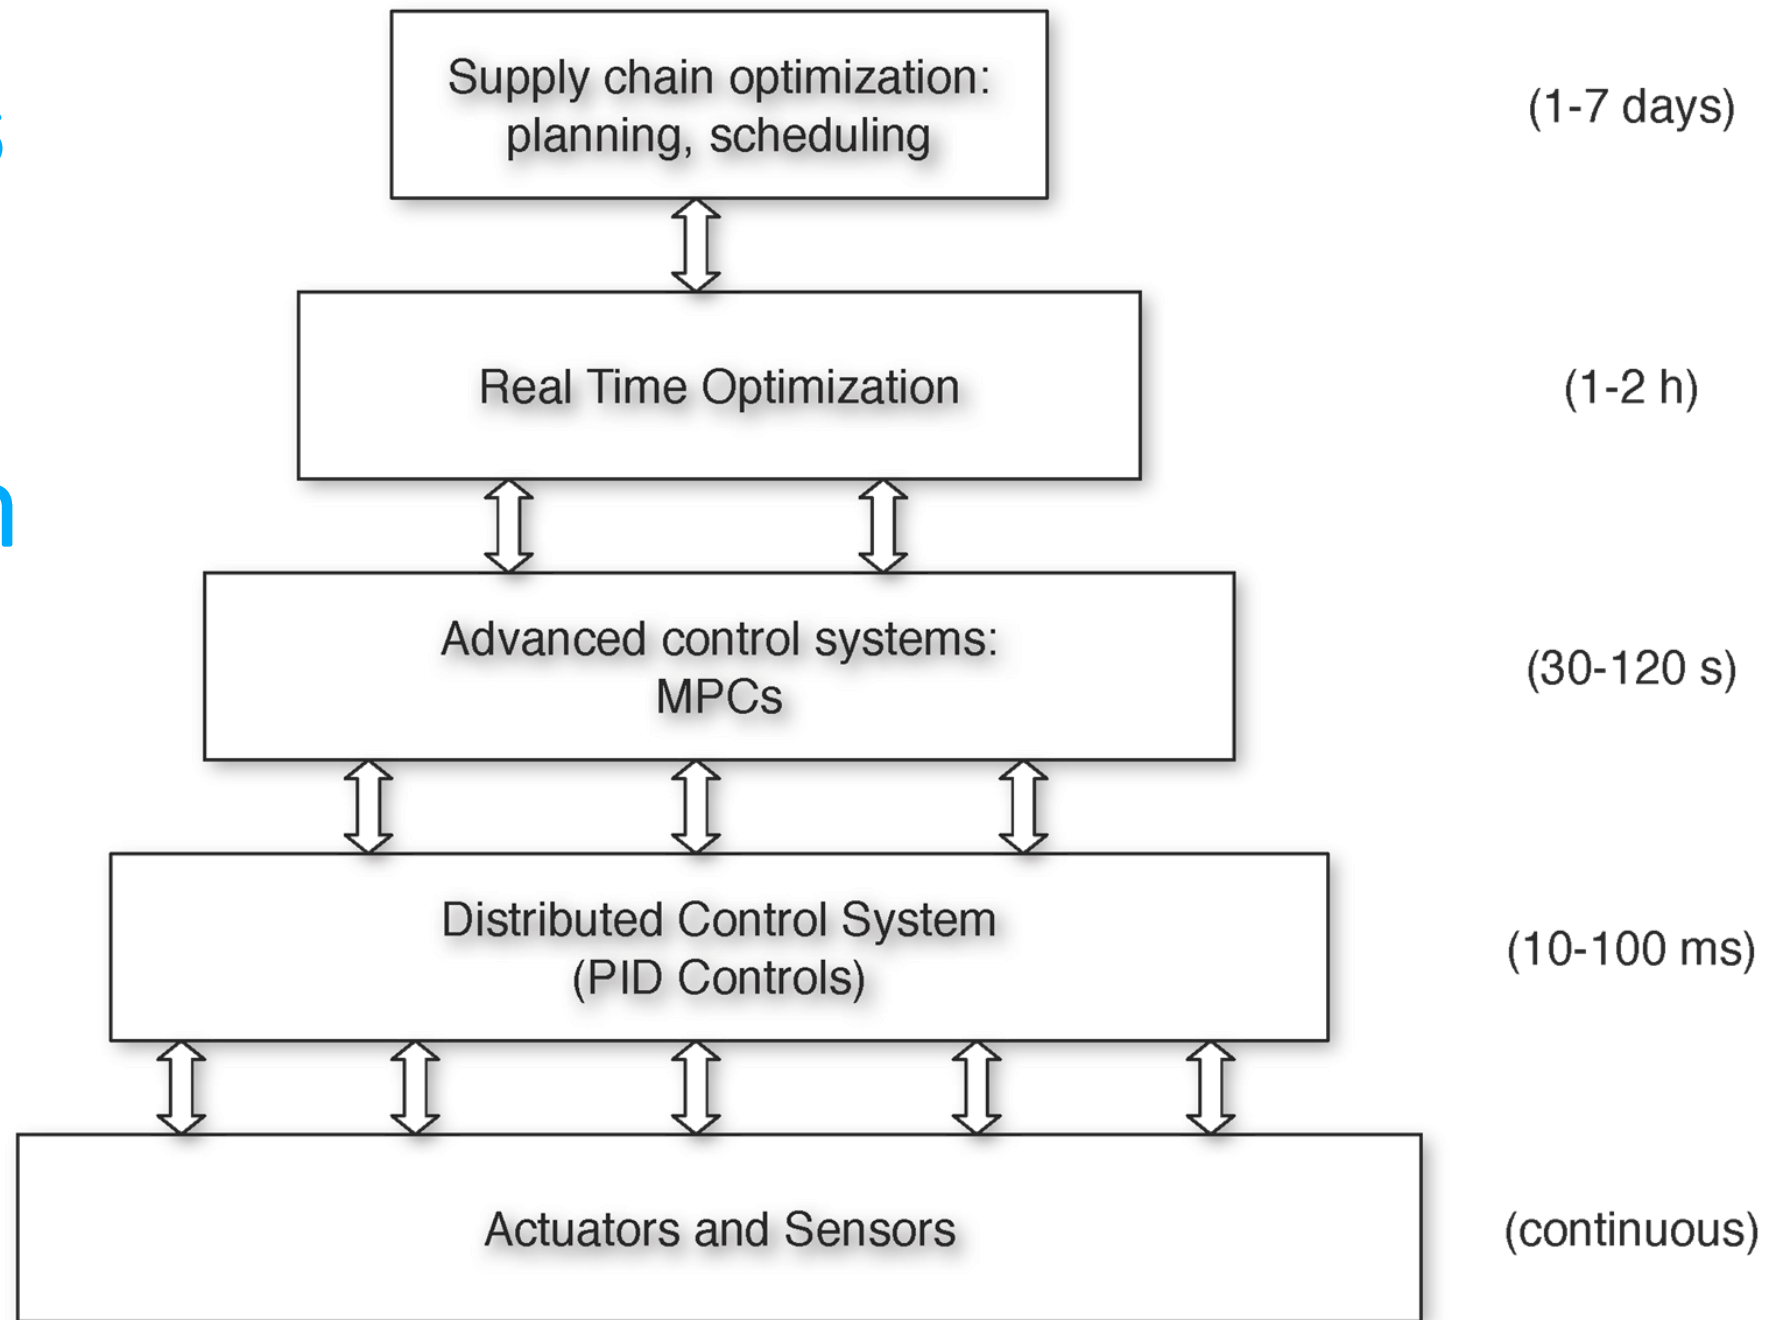 Supply chain optimization:
planning, scheduling
(1-7 days)
Real Time Optimization
(1-2 h)
Advanced control systems:
MPCs
(30-120 s)
Distributed Control System
(PID Controls)
(10-100 ms)
Actuators and Sensors
(continuous)